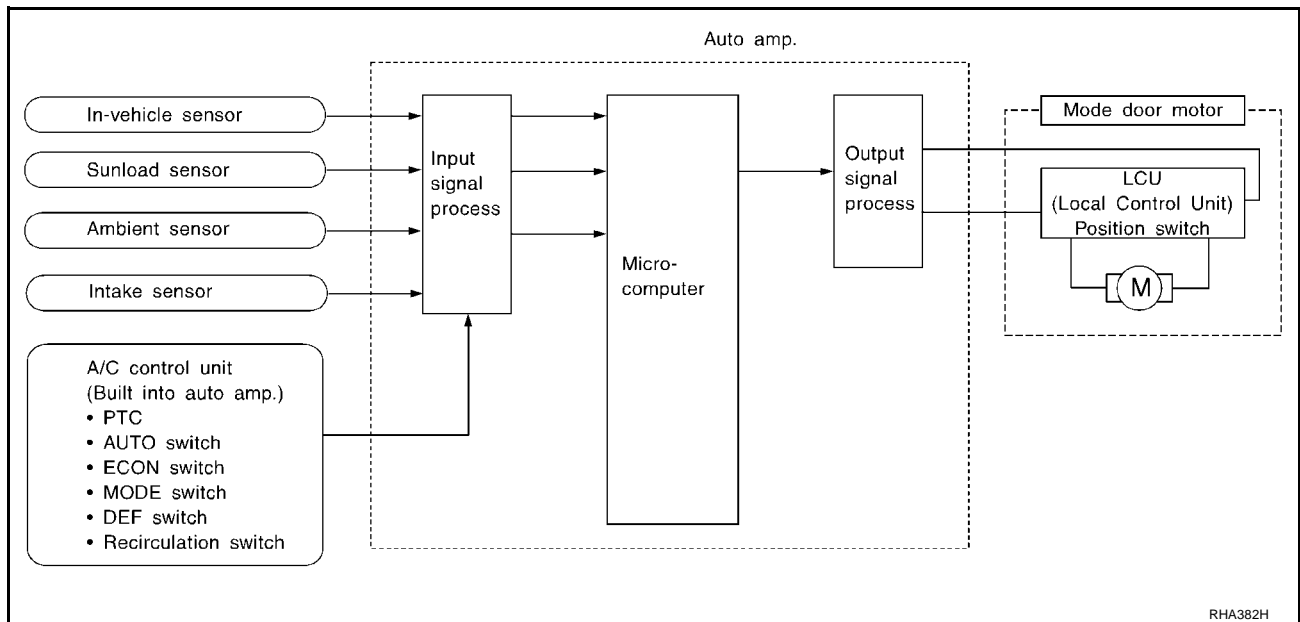 Auto amp.
In-vehicle sensor
Sunload sensor
Ambient sensor
Intake sensor
A/C control unit
(Built into auto amp.)
• PTC
• AUTO switch
• ECON switch
• MODE switch
• DEF switch
• Recirculation switch
Input
signal
process
Micro-
computer
Output
signal
process
Mode door motor
LCU
(Local Control Unit)
Position switch
M
RHA382H